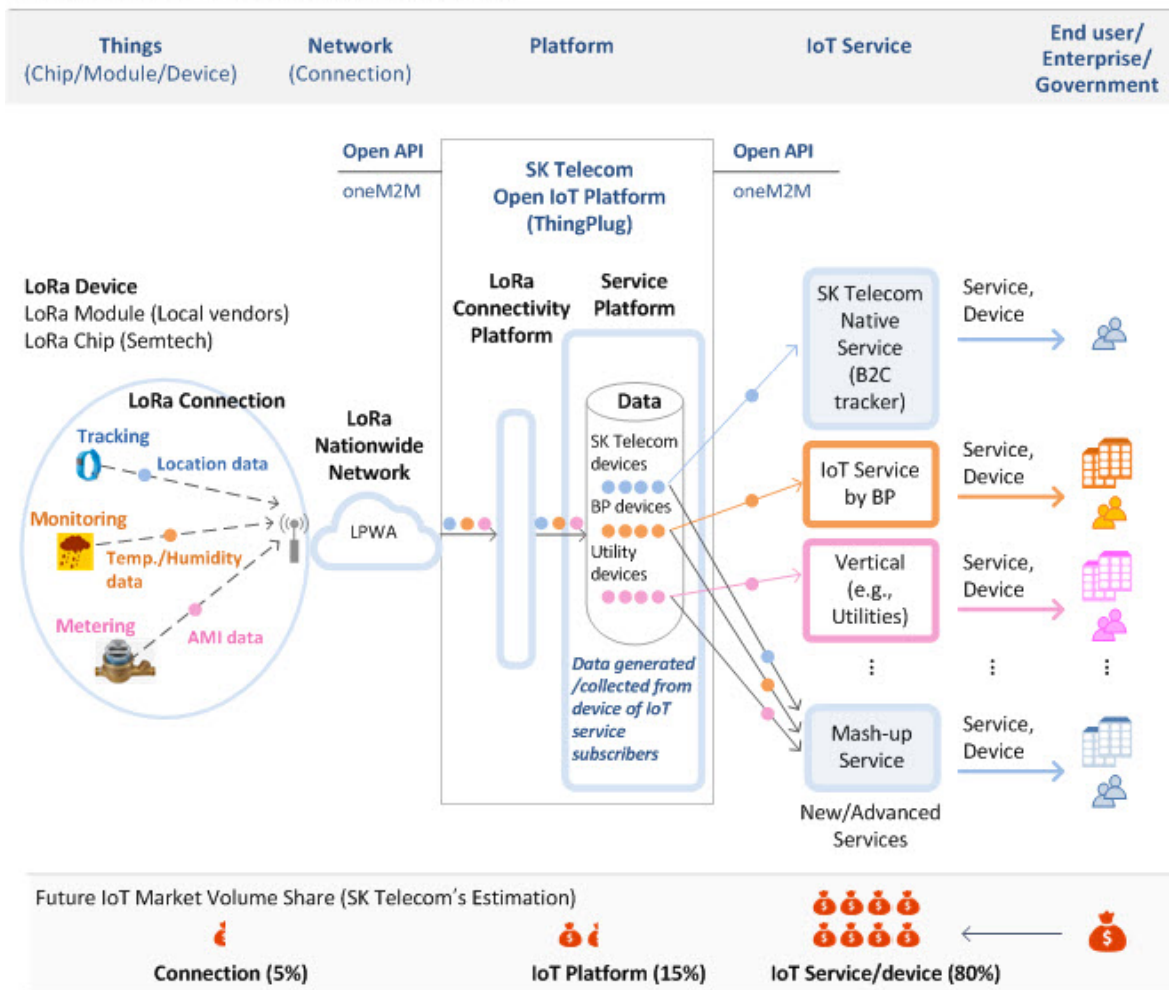 Things
(Chip/Module/Device)
Network
(Connection)
Platform
IoT Service
End user/
Enterprise/
Government
Open API
oneM2M
SK Telecom
Open IoT Platform
(ThingPlug)
Open API
oneM2M
LoRa Device
LoRa Module (Local vendors)
LoRa Chip (Semtech)
LoRa Connection
Tracking
Location data
Monitoring
Temp./Humidity
data
Metering
AMI data
LoRa
Nationwide
Network
LPWA
LoRa
Connectivity
Platform
Service
Platform
Data
SK Telecom
devices
BP devices
Utility
devices
Data generated
/collected from
device of IoT
service
subscribers
SK Telecom
Native
Service
(B2C
tracker)
Service,
Device
IoT Service
by BP
Service,
Device
Vertical
(e.g.,
Utilities)
Service,
Device
Mash-up
Service
Service,
Device
New/Advanced
Services
Future IoT Market Volume Share (SK Telecom's Estimation)
Connection (5%)
IoT Platform (15%)
IoT Service/device (80%)